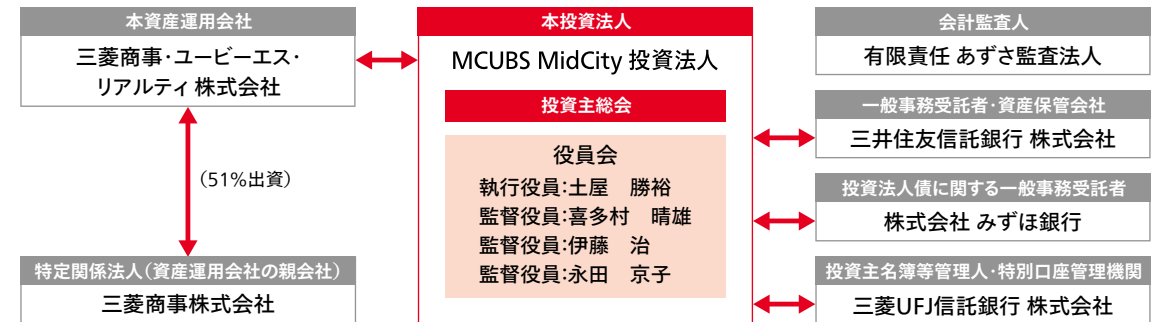 本資産運用会社
三菱商事・ユービーエス・
リアルティ 株式会社
(51%出資)
特定関係法人(資産運用会社の親会社)
三菱商事株式会社
本投資法人
MCUBS MidCity 投資法人
投資主総会
役員会
執行役員:土屋　勝裕
監督役員:喜多村　晴雄
監督役員:伊藤　治
監督役員:永田　京子
会計監査人
有限責任 あずさ監査法人
一般事務受託者・資産保管会社
三井住友信託銀行 株式会社
投資法人債に関する一般事務受託者
株式会社 みずほ銀行
投資主名簿等管理人・特別口座管理機関
三菱UFJ信託銀行 株式会社